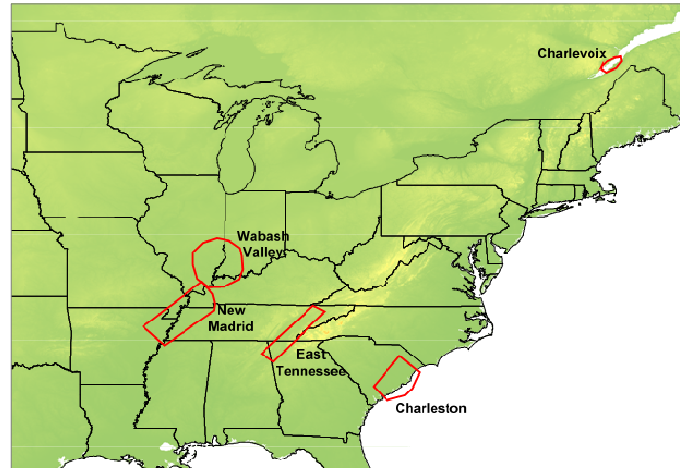 Charlevoix
Wabash
Valley
New
Madrid
East
Tennessee
Charleston